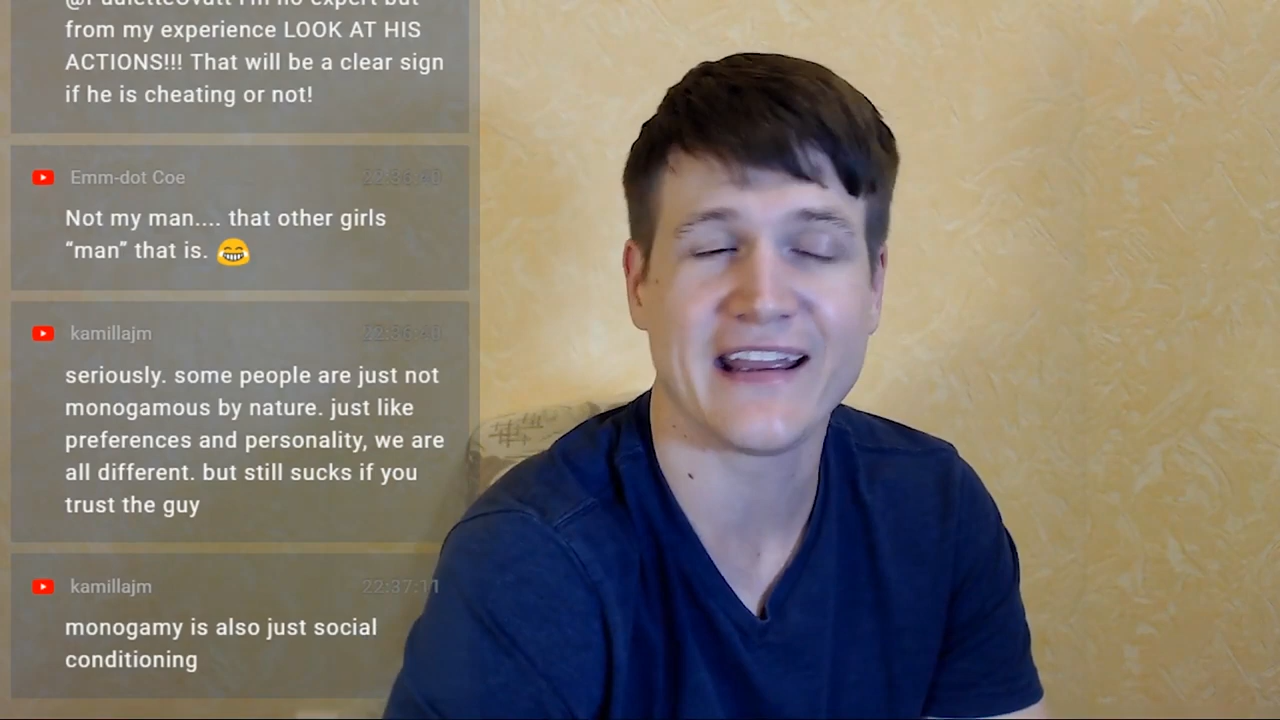 from my experience LOOK AT HIS
ACTIONS!!! That will be a clear sign
if he is cheating or not!
Emm-dot Coe
Not my man.... that other girls
“man” that is. 😂
kamillajm
seriously. some people are just not
monogamous by nature. just like
preferences and personality, we are
all different. but still sucks if you
trust the guy
kamillajm 22:37:11
monogamy is also just social
conditioning